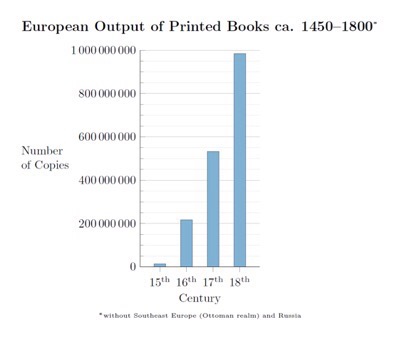 European Output of Printed Books ca. 1450–1800*
1 000 000 000
800 000 000
600 000 000
Number
of Copies
400 000 000
200 000 000
0
15th 16th 17th 18th
Century
*without Southeast Europe (Ottoman realm) and Russia